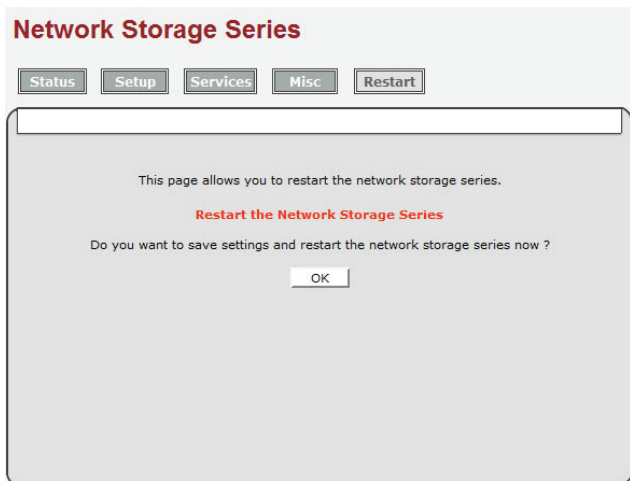 Network Storage Series
Status Setup Services Misc Restart
This page allows you to restart the network storage series.
Restart the Network Storage Series
Do you want to save settings and restart the network storage series now ?
OK